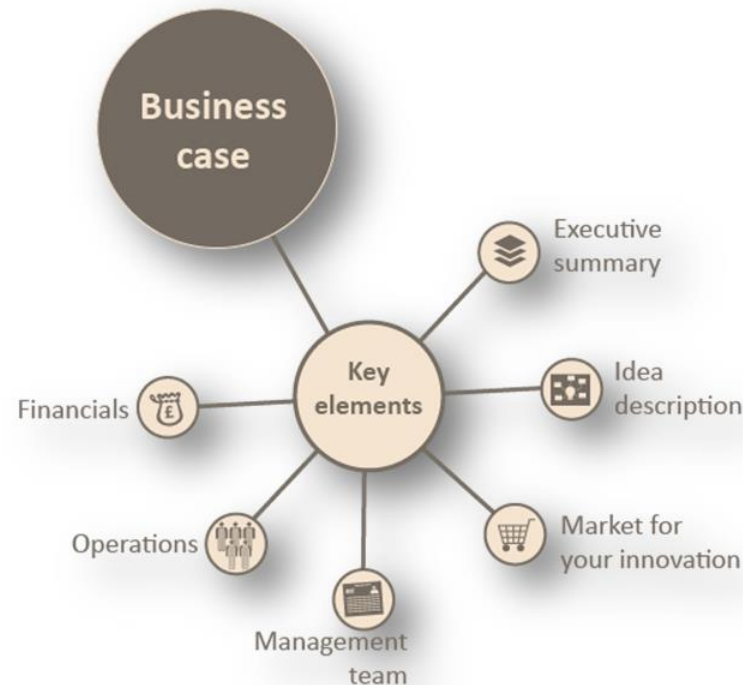 Business
case
Executive
summary
Key
elements
Idea
description
Financials
£
Market for
your innovation
Operations
Management
team